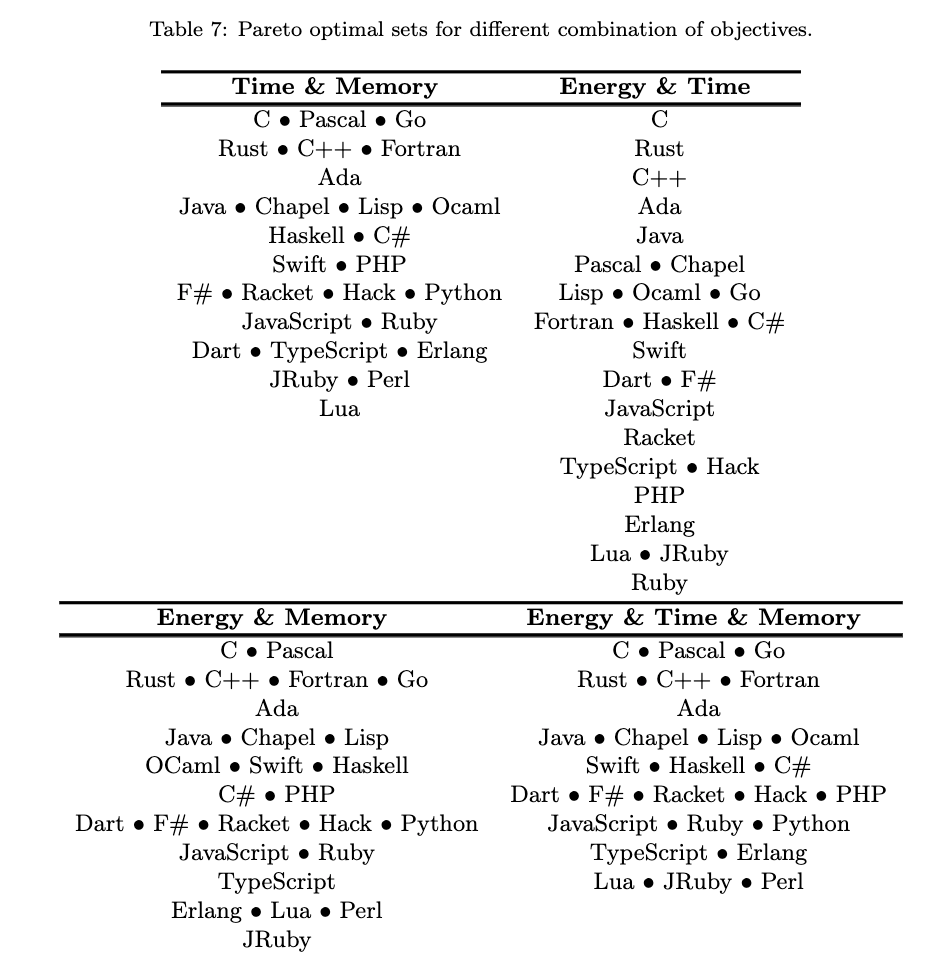 Table 7: Pareto optimal sets for different combination of objectives.
Time & Memory
C • Pascal • Go
Rust • C++ • Fortran
Ada
Java • Chapel • Lisp • Ocaml
Haskell • C#
Swift • PHP
F# • Racket • Hack • Python
JavaScript • Ruby
Dart • TypeScript • Erlang
JRuby • Perl
Lua
Energy & Time
C
Rust
C++
Ada
Java
Pascal • Chapel
Lisp • Ocaml • Go
Fortran • Haskell • C#
Swift
Dart • F#
JavaScript
Racket
TypeScript • Hack
PHP
Erlang
Lua • JRuby
Ruby
Energy & Memory
C • Pascal
Rust • C++ • Fortran • Go
Ada
Java • Chapel • Lisp
OCaml • Swift • Haskell
C# • PHP
Dart • F# • Racket • Hack • Python
JavaScript • Ruby
TypeScript
Erlang • Lua • Perl
JRuby
Energy & Time & Memory
C • Pascal • Go
Rust • C++ • Fortran
Ada
Java • Chapel • Lisp • Ocaml
Swift • Haskell • C#
Dart • F# • Racket • Hack • PHP
JavaScript • Ruby • Python
TypeScript • Erlang
Lua • JRuby • Perl